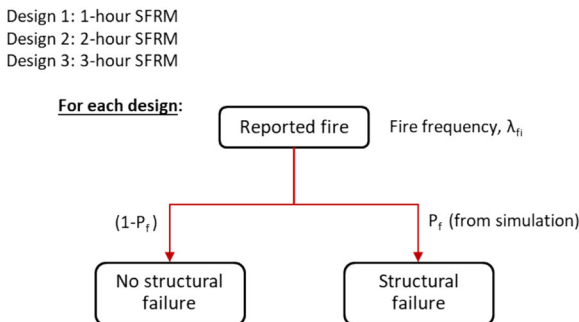 Design 1: 1-hour SFRM
Design 2: 2-hour SFRM
Design 3: 3-hour SFRM
For each design:
Reported fire
Fire frequency, λfi
(1-Pf)
Pf (from simulation)
No structural
failure
Structural
failure